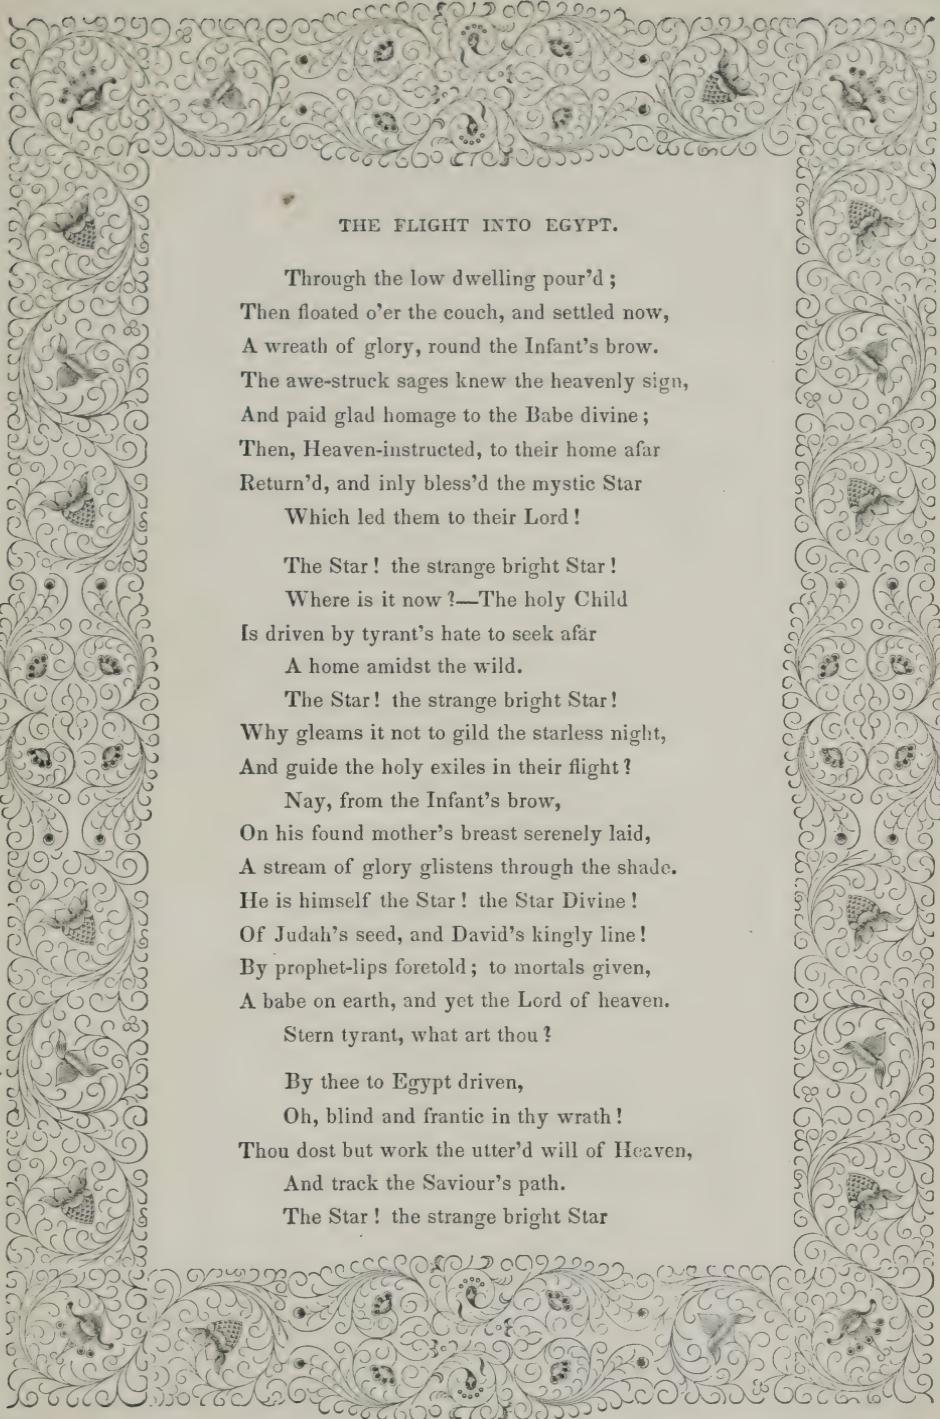 THE FLIGHT INTO EGYPT.
Through the low dwelling pour'd ;
Then floated o'er the couch, and settled now,
A wreath of glory, round the Infant's brow.
The awe-struck sages knew the heavenly sign,
And paid glad homage to the Babe divine ;
Then, Heaven-instructed, to their home afar
Return'd, and inly bless'd the mystic Star
Which led them to their Lord !
The Star ! the strange bright Star !
Where is it now ?—The holy Child
Is driven by tyrant's hate to seek afar
A home amidst the wild.
The Star ! the strange bright Star !
Why gleams it not to gild the starless night,
And guide the holy exiles in their flight ?
Nay, from the Infant's brow,
On his found mother's breast serenely laid,
A stream of glory glistens through the shade.
He is himself the Star ! the Star Divine !
Of Judah's seed, and David's kingly line !
By prophet-lips foretold ; to mortals given,
A babe on earth, and yet the Lord of heaven.
Stern tyrant, what art thou ?
By thee to Egypt driven,
Oh, blind and frantic in thy wrath !
Thou dost but work the utter'd will of Heaven,
And track the Saviour's path.
The Star ! the strange bright Star